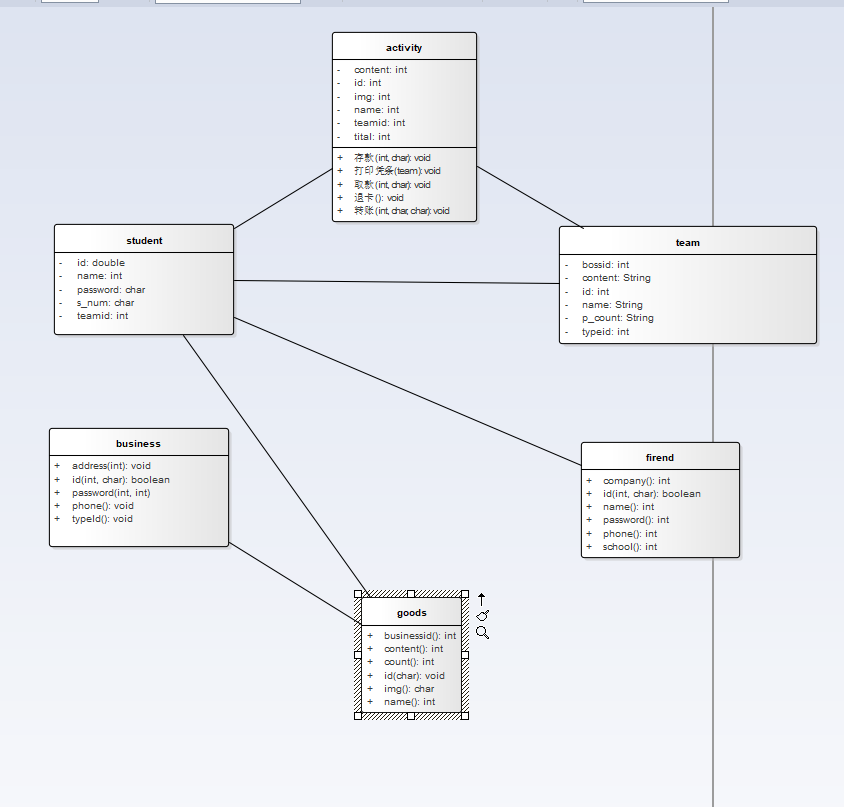 activity
- content: int
- id: int
- img: int
- name: int
- teamid: int
- tital: int
+ 存款(int, char): void
+ 打印凭条(team): void
+ 取款(int, char): void
+ 退卡(): void
+ 转账(int, char, char): void
student
- id: double
- name: int
- password: char
- s_num: char
- teamid: int
team
- bossid: int
- content: String
- id: int
- name: String
- p_count: String
- typeid: int
business
+ address(int): void
+ id(int, char): boolean
+ password(int, int)
+ phone(): void
+ typeId(): void
firend
+ company(): int
+ id(int, char): boolean
+ name(): int
+ password(): int
+ phone(): int
+ school(): int
goods
+ businessid(): int
+ content(): int
+ count(): int
+ id(char): void
+ img(): char
+ name(): int